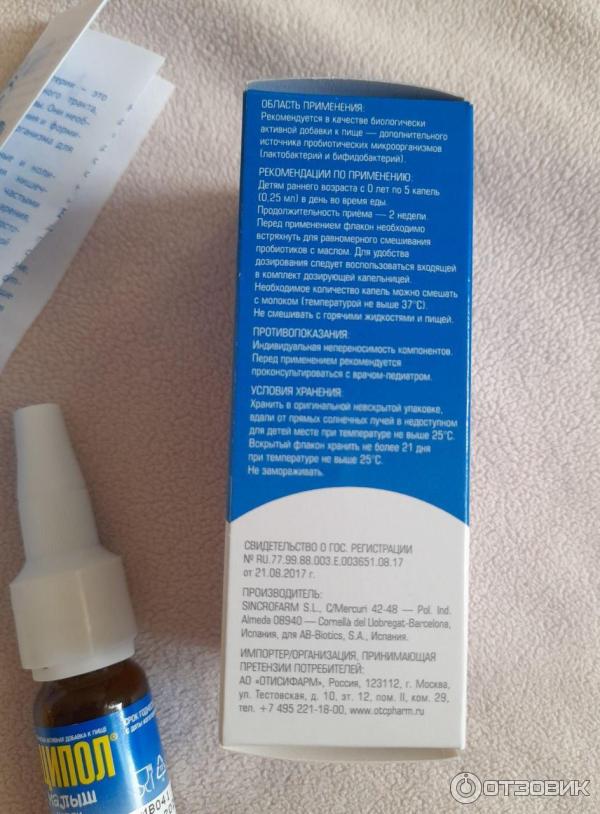 ОБЛАСТЬ ПРИМЕНЕНИЯ:
Рекомендуется в качестве биологически
активной добавки к пище — дополнительного
источника пробиотических микроорганизмов
(лактобактерий и бифидобактерий).
РЕКОМЕНДАЦИИ ПО ПРИМЕНЕНИЮ:
Детям раннего возраста с 0 лет по 5 капель
(0,25 мл) в день во время еды.
Продолжительность приёма — 2 недели.
Перед применением флакон необходимо
встряхнуть для равномерного смешивания
пробиотиков с маслом. Для удобства
дозирования следует воспользоваться входящей
в комплект дозирующей капельницей.
Необходимое количество капель можно смешать
с молоком (температурой не выше 37°C).
Не смешивать с горячими жидкостями и пищей.
ПРОТИВОПОКАЗАНИЯ:
Индивидуальная непереносимость компонентов.
Перед применением рекомендуется
проконсультироваться с врачом-педиатром.
УСЛОВИЯ ХРАНЕНИЯ:
Хранить в оригинальной невскрытой упаковке,
вдали от прямых солнечных лучей в недоступном
для детей месте при температуре не выше 25°C.
Вскрытый флакон хранить не более 21 дня
при температуре не выше 25°C.
Не замораживать.
СВИДЕТЕЛЬСТВО О ГОС. РЕГИСТРАЦИИ
№ RU.77.99.88.003.E.003651.08.17
от 21.08.2017 г.
ПРОИЗВОДИТЕЛЬ:
SINCROFARM S.L., C/Mercuri 42-48 — Pol. Ind.
Almeda 08940 — Cornellà del Llobregat-Barcelona,
Испания, для AB-Biotics, S.A., Испания.
ИМПОРТЕР/ОРГАНИЗАЦИЯ, ПРИНИМАЮЩАЯ
ПРЕТЕНЗИИ ПОТРЕБИТЕЛЕЙ:
АО «ОТИСИФАРМ», Россия, 123112, г. Москва,
ул. Тестовская, д. 10, эт. 12, пом. II, ком. 29,
тел.: +7 495 221-18-00, www.otcpharm.ru
активная добавка к пище
ЦИПОЛ®
малыш
ОТЗОВИК